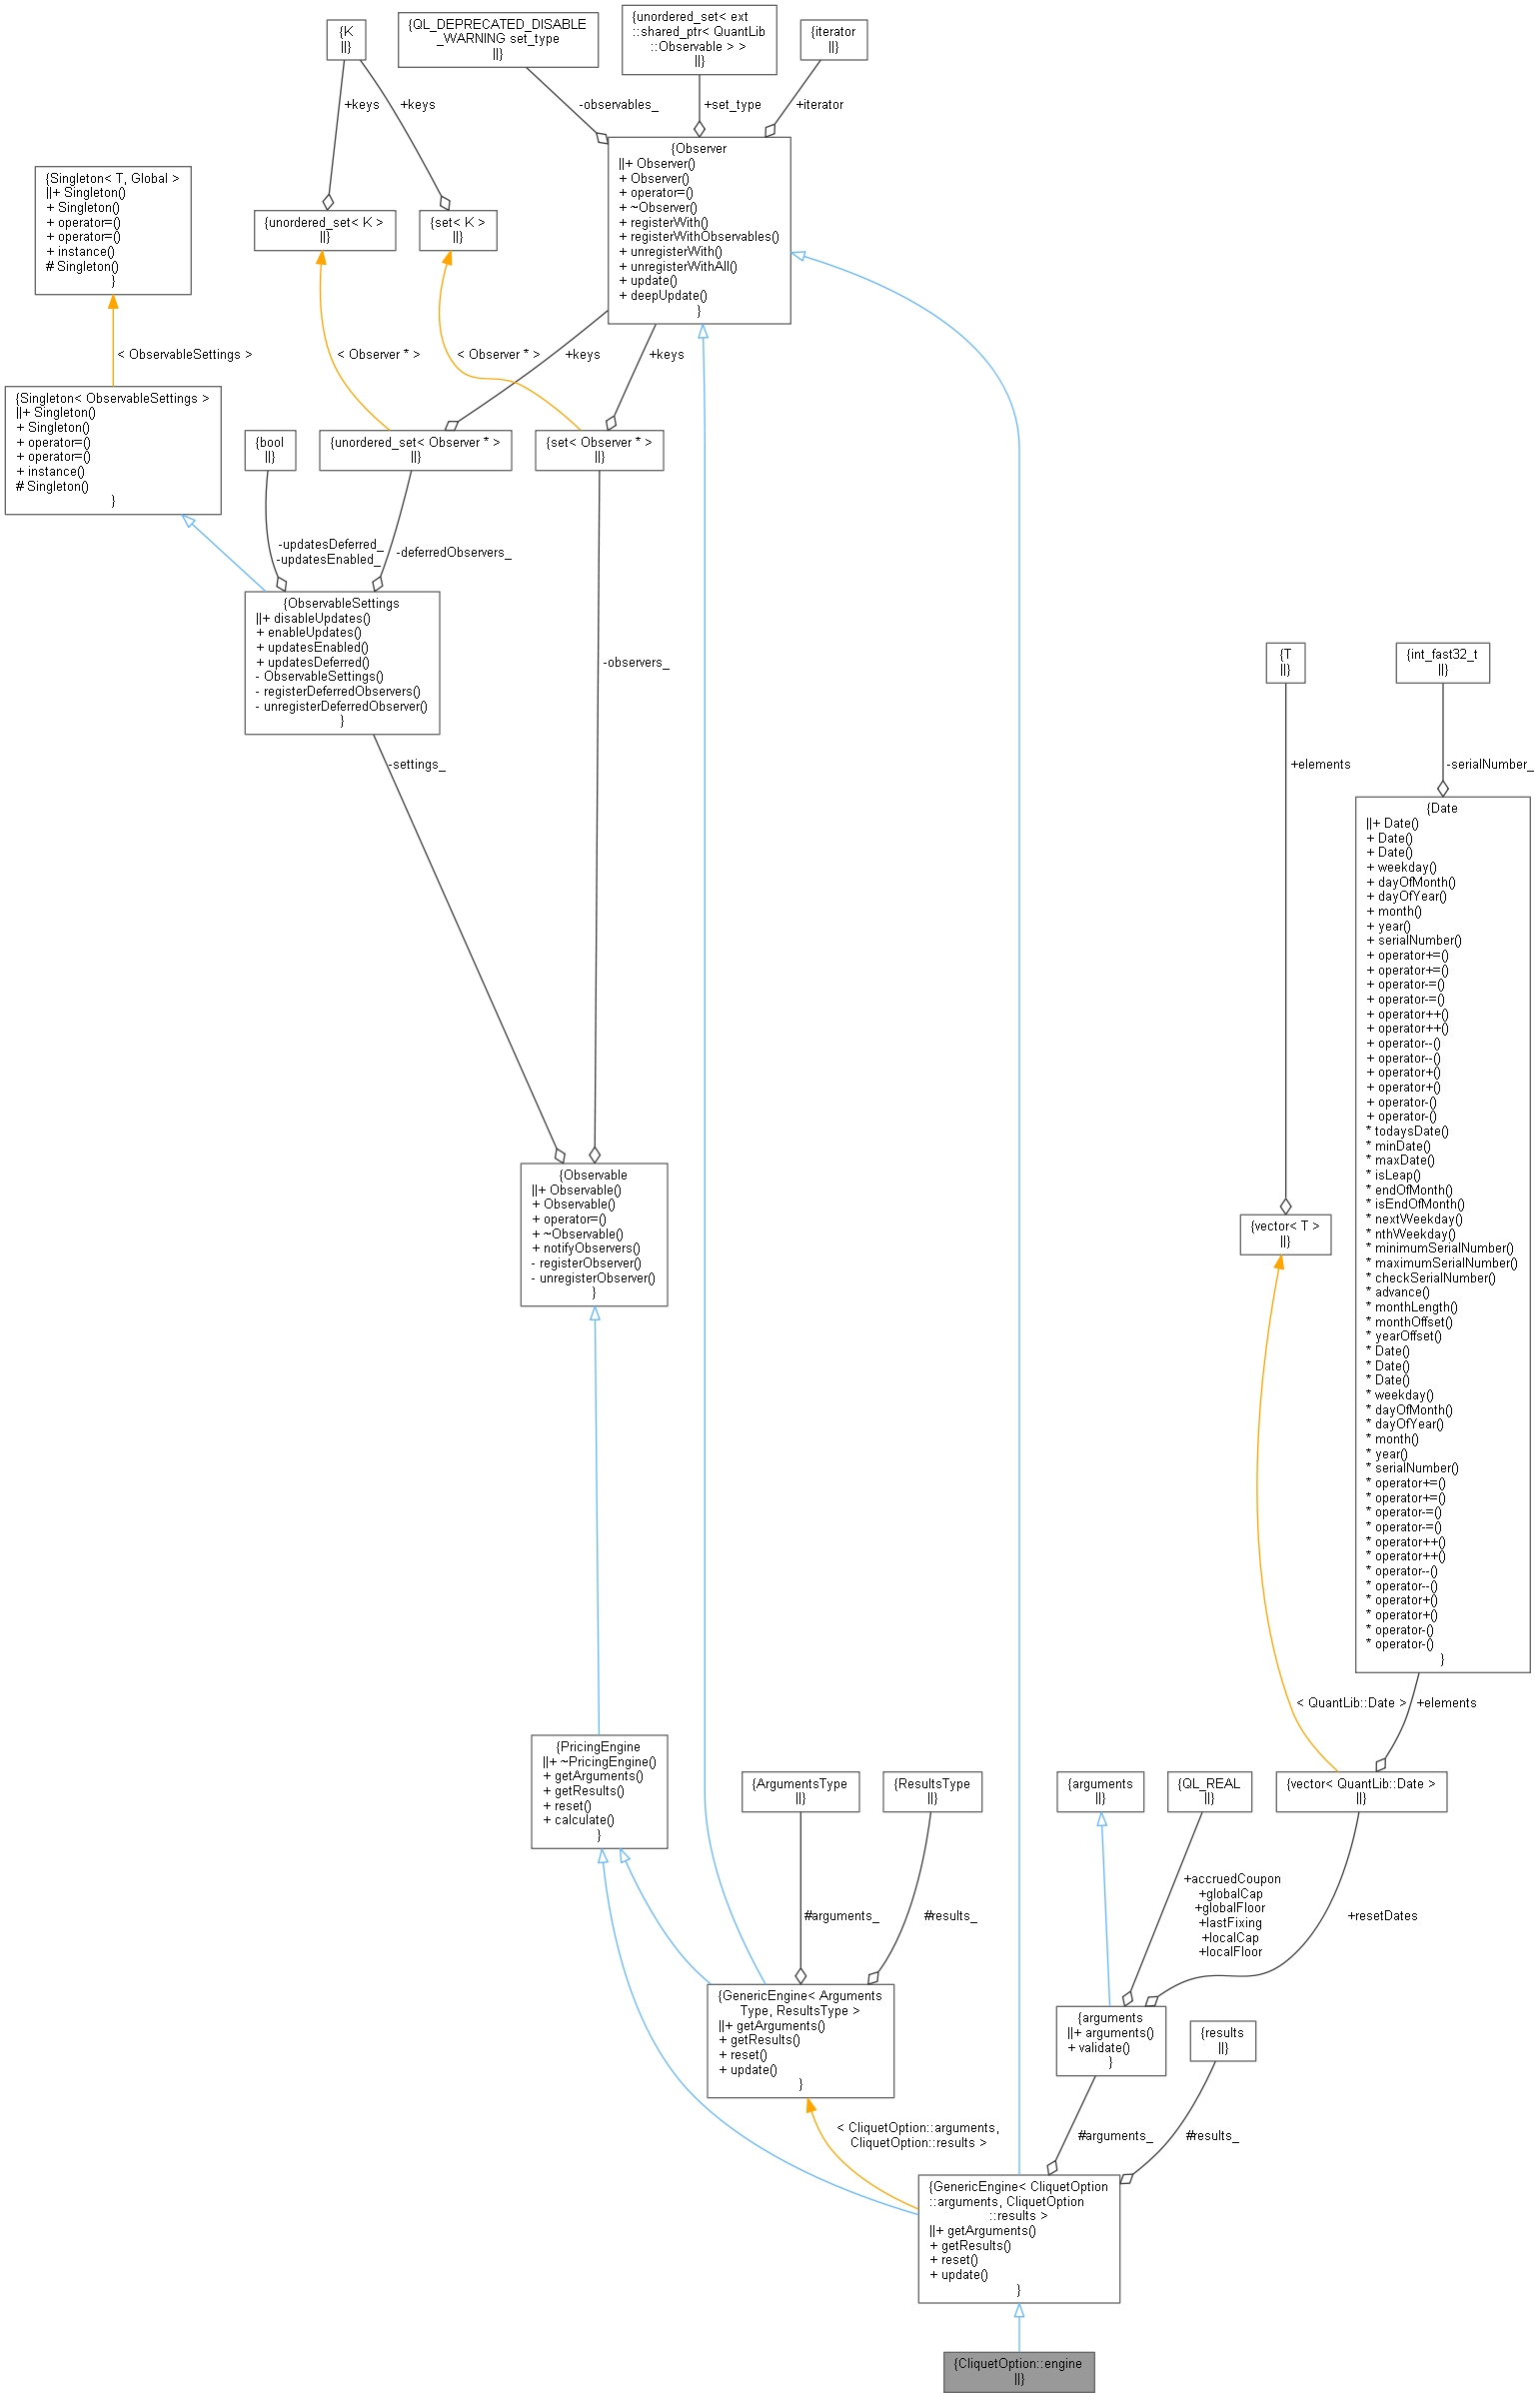 {K
||}
{QL_DEPRECATED_DISABLE
_WARNING set_type
||}
{unordered_set< ext
::shared_ptr< QuantLib
::Observable > >
||}
{iterator
||}
+keys
+keys
-observables_
+set_type
+iterator
{Singleton< T, Global >
||+ Singleton()
+ Singleton()
+ operator=()
+ operator=()
+ instance()
# Singleton()
}
{unordered_set< K >
||}
{set< K >
||}
{Observer
||+ Observer()
+ Observer()
+ operator=()
+ ~Observer()
+ registerWith()
+ registerWithObservables()
+ unregisterWith()
+ unregisterWithAll()
+ update()
+ deepUpdate()
}
< ObservableSettings >
< Observer * >
< Observer * >
+keys
+keys
{Singleton< ObservableSettings >
||+ Singleton()
+ Singleton()
+ operator=()
+ operator=()
+ instance()
# Singleton()
}
{bool
||}
{unordered_set< Observer * >
||}
{set< Observer * >
||}
-updatesDeferred_
-updatesEnabled_
-deferredObservers_
{ObservableSettings
||+ disableUpdates()
+ enableUpdates()
+ updatesEnabled()
+ updatesDeferred()
- ObservableSettings()
- registerDeferredObservers()
- unregisterDeferredObserver()
}
-observers_
{T
||}
{int_fast32_t
||}
-settings_
+elements
-serialNumber_
{Date
||+ Date()
+ Date()
+ Date()
+ weekday()
+ dayOfMonth()
+ dayOfYear()
+ month()
+ year()
+ serialNumber()
+ operator+=()
+ operator+=()
+ operator-=()
+ operator-=()
+ operator++()
+ operator++()
+ operator--()
+ operator--()
+ operator+()
+ operator+()
+ operator-()
+ operator-()
* todaysDate()
* minDate()
* maxDate()
* isLeap()
* endOfMonth()
* isEndOfMonth()
* nextWeekday()
* nthWeekday()
* minimumSerialNumber()
* maximumSerialNumber()
* checkSerialNumber()
* advance()
* monthLength()
* monthOffset()
* yearOffset()
* Date()
* Date()
* Date()
* weekday()
* dayOfMonth()
* dayOfYear()
* month()
* year()
* serialNumber()
* operator+=()
* operator+=()
* operator-=()
* operator-=()
* operator++()
* operator++()
* operator--()
* operator--()
* operator+()
* operator+()
* operator-()
* operator-()
}
{Observable
||+ Observable()
+ Observable()
+ operator=()
+ ~Observable()
+ notifyObservers()
- registerObserver()
- unregisterObserver()
}
{vector< T >
||}
< QuantLib::Date >
+elements
{PricingEngine
||+ ~PricingEngine()
+ getArguments()
+ getResults()
+ reset()
+ calculate()
}
{ArgumentsType
||}
{ResultsType
||}
{arguments
||}
{QL_REAL
||}
{vector< QuantLib::Date >
||}
#arguments_
#results_
+accruedCoupon
+globalCap
+globalFloor
+lastFixing
+localCap
+localFloor
+resetDates
{GenericEngine< Arguments
Type, ResultsType >
||+ getArguments()
+ getResults()
+ reset()
+ update()
}
{arguments
||+ arguments()
+ validate()
}
{results
||}
< CliquetOption::arguments,
CliquetOption::results >
#arguments_
#results_
{GenericEngine< CliquetOption
::arguments, CliquetOption
::results >
||+ getArguments()
+ getResults()
+ reset()
+ update()
}
{CliquetOption::engine
||}